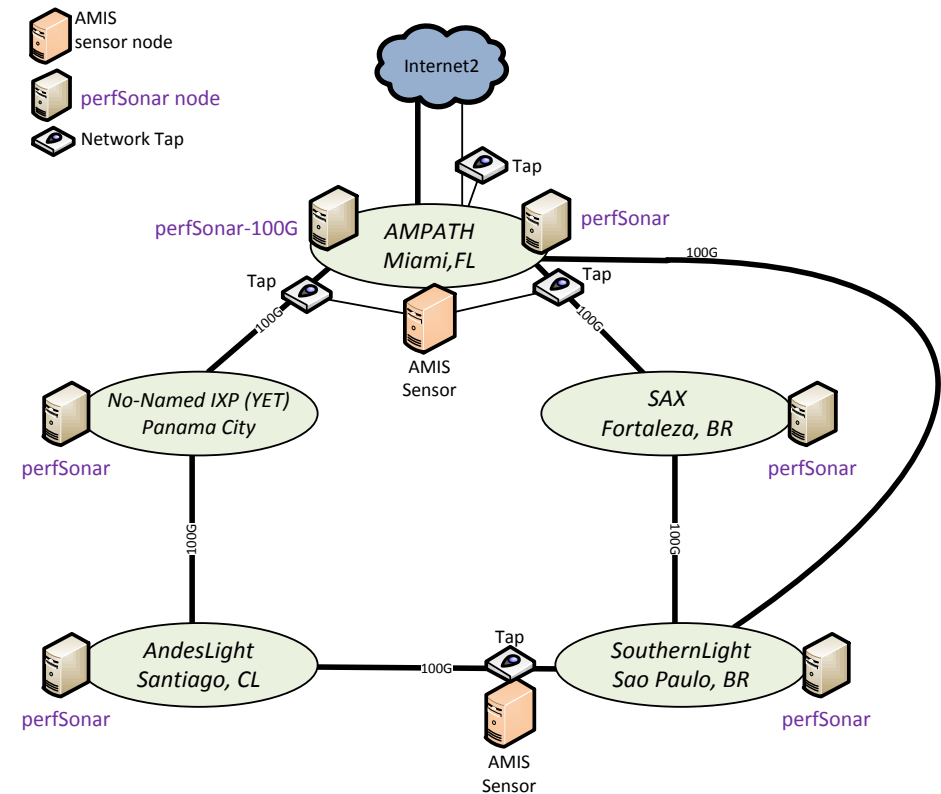 AMIS
sensor node
perfSonar node
Network Tap
Internet2
Tap
perfSonar-100G
AMPATH
Miami,FL
perfSonar
100G
Tap
Tap
100G
100G
AMIS
Sensor
No-Named IXP (YET)
Panama City
perfSonar
SAX
Fortaleza, BR
perfSonar
100G
100G
AndesLight
Santiago, CL
perfSonar
100G
Tap
SouthernLight
Sao Paulo, BR
perfSonar
AMIS
Sensor